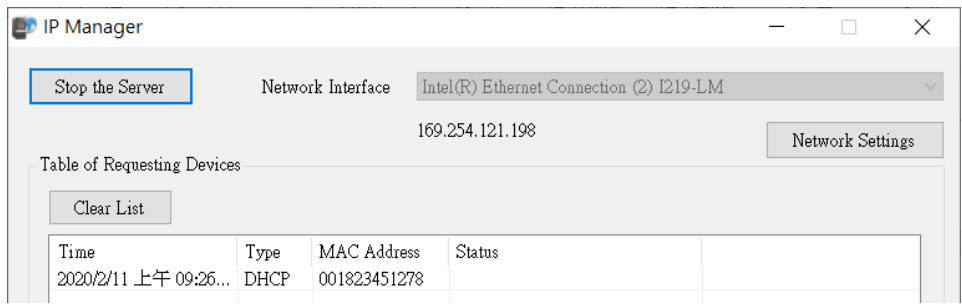 IP Manager
Stop the Server Network Interface Intel(R) Ethernet Connection (2) I219-LM
169.254.121.198
Network Settings
Table of Requesting Devices
Clear List
Time Type MAC Address Status
2020/2/11 上午 09:26... DHCP 001823451278